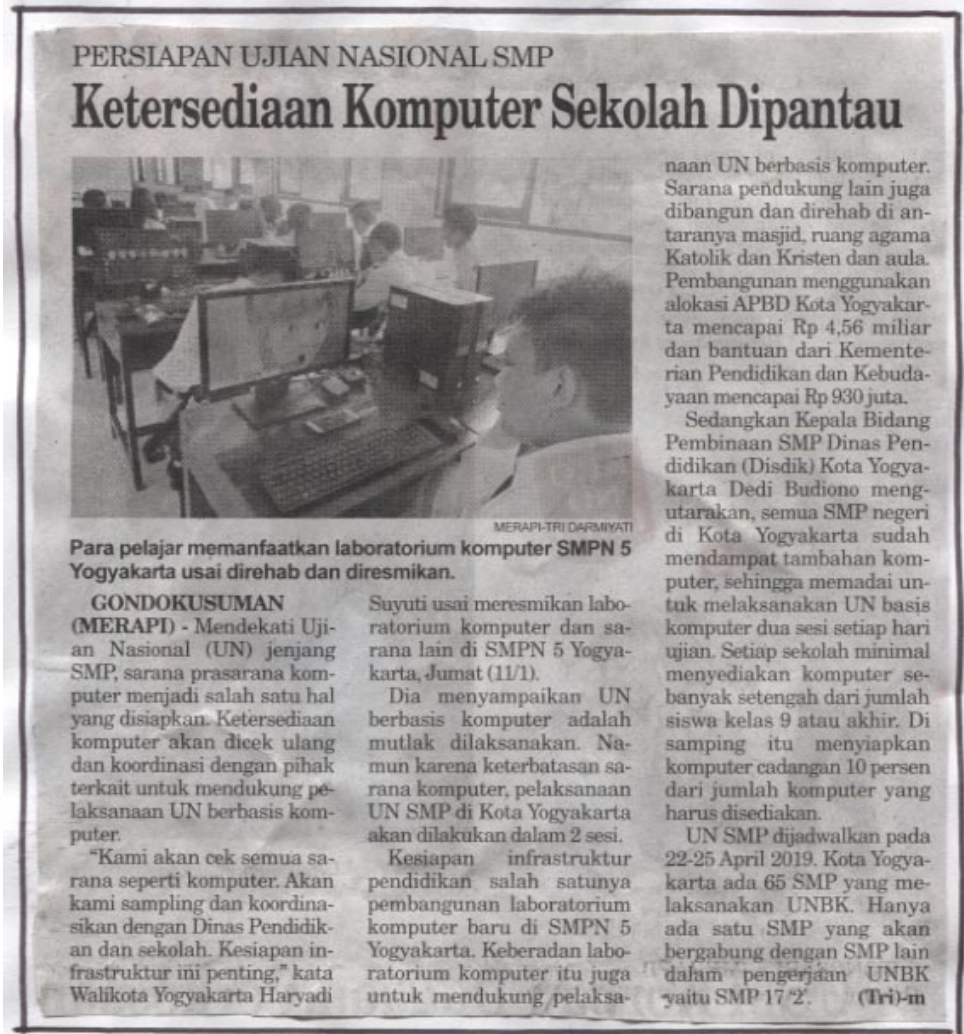 PERSIAPAN UJIAN NASIONAL SMP
Ketersediaan Komputer Sekolah Dipantau
MERAPI-TRI DARMIYATI
Para pelajar memanfaatkan laboratorium komputer SMPN 5
Yogyakarta usai direhab dan diresmikan.
GONDOKUSUMAN
(MERAPI) - Mendekati Uji-
an Nasional (UN) jenjang
SMP, sarana prasarana kom-
puter menjadi salah satu hal
yang disiapkan. Ketersediaan
komputer akan dicek ulang
dan koordinasi dengan pihak
terkait untuk mendukung pe-
laksanaan UN berbasis kom-
puter.
"Kami akan cek semua sa-
rana seperti komputer. Akan
kami sampling dan koordina-
sikan dengan Dinas Pendidik-
an dan sekolah. Kesiapan in-
frastruktur ini penting," kata
Walikota Yogyakarta Haryadi
Suyuti usai meresmikan labo-
ratorium komputer dan sa-
rana lain di SMPN 5 Yogya-
karta, Jumat (11/1).
Dia menyampaikan UN
berbasis komputer adalah
mutlak dilaksanakan. Na-
mun karena keterbatasan sa-
rana komputer, pelaksanaan
UN SMP di Kota Yogyakarta
akan dilakukan dalam 2 sesi.
Kesiapan infrastruktur
pendidikan salah satunya
pembangunan laboratorium
komputer baru di SMPN 5
Yogyakarta. Keberadan labo-
ratorium komputer itu juga
untuk mendukung pelaksa-
naan UN berbasis komputer.
Sarana pendukung lain juga
dibangun dan direhab di an-
taranya masjid, ruang agama
Katolik dan Kristen dan aula.
Pembangunan menggunakan
alokasi APBD Kota Yogyakar-
ta mencapai Rp 4,56 miliar
dan bantuan dari Kemente-
rian Pendidikan dan Kebuda-
yaan mencapai Rp 930 juta.
Sedangkan Kepala Bidang
Pembinaan SMP Dinas Pen-
didikan (Disdik) Kota Yogya-
karta Dedi Budiono meng-
utarakan, semua SMP negeri
di Kota Yogyakarta sudah
mendampat tambahan kom-
puter, sehingga memadai un-
tuk melaksanakan UN basis
komputer dua sesi setiap hari
ujian. Setiap sekolah minimal
menyediakan komputer se-
banyak setengah dari jumlah
siswa kelas 9 atau akhir. Di
samping itu menyiapkan
komputer cadangan 10 persen
dari jumlah komputer yang
harus disediakan.
UN SMP dijadwalkan pada
22-25 April 2019. Kota Yogya-
karta ada 65 SMP yang me-
laksanakan UNBK. Hanya
ada satu SMP yang akan
bergabung dengan SMP lain
dalam pengerjaan UNBK
yaitu SMP 17 '2'. (Tri)-m